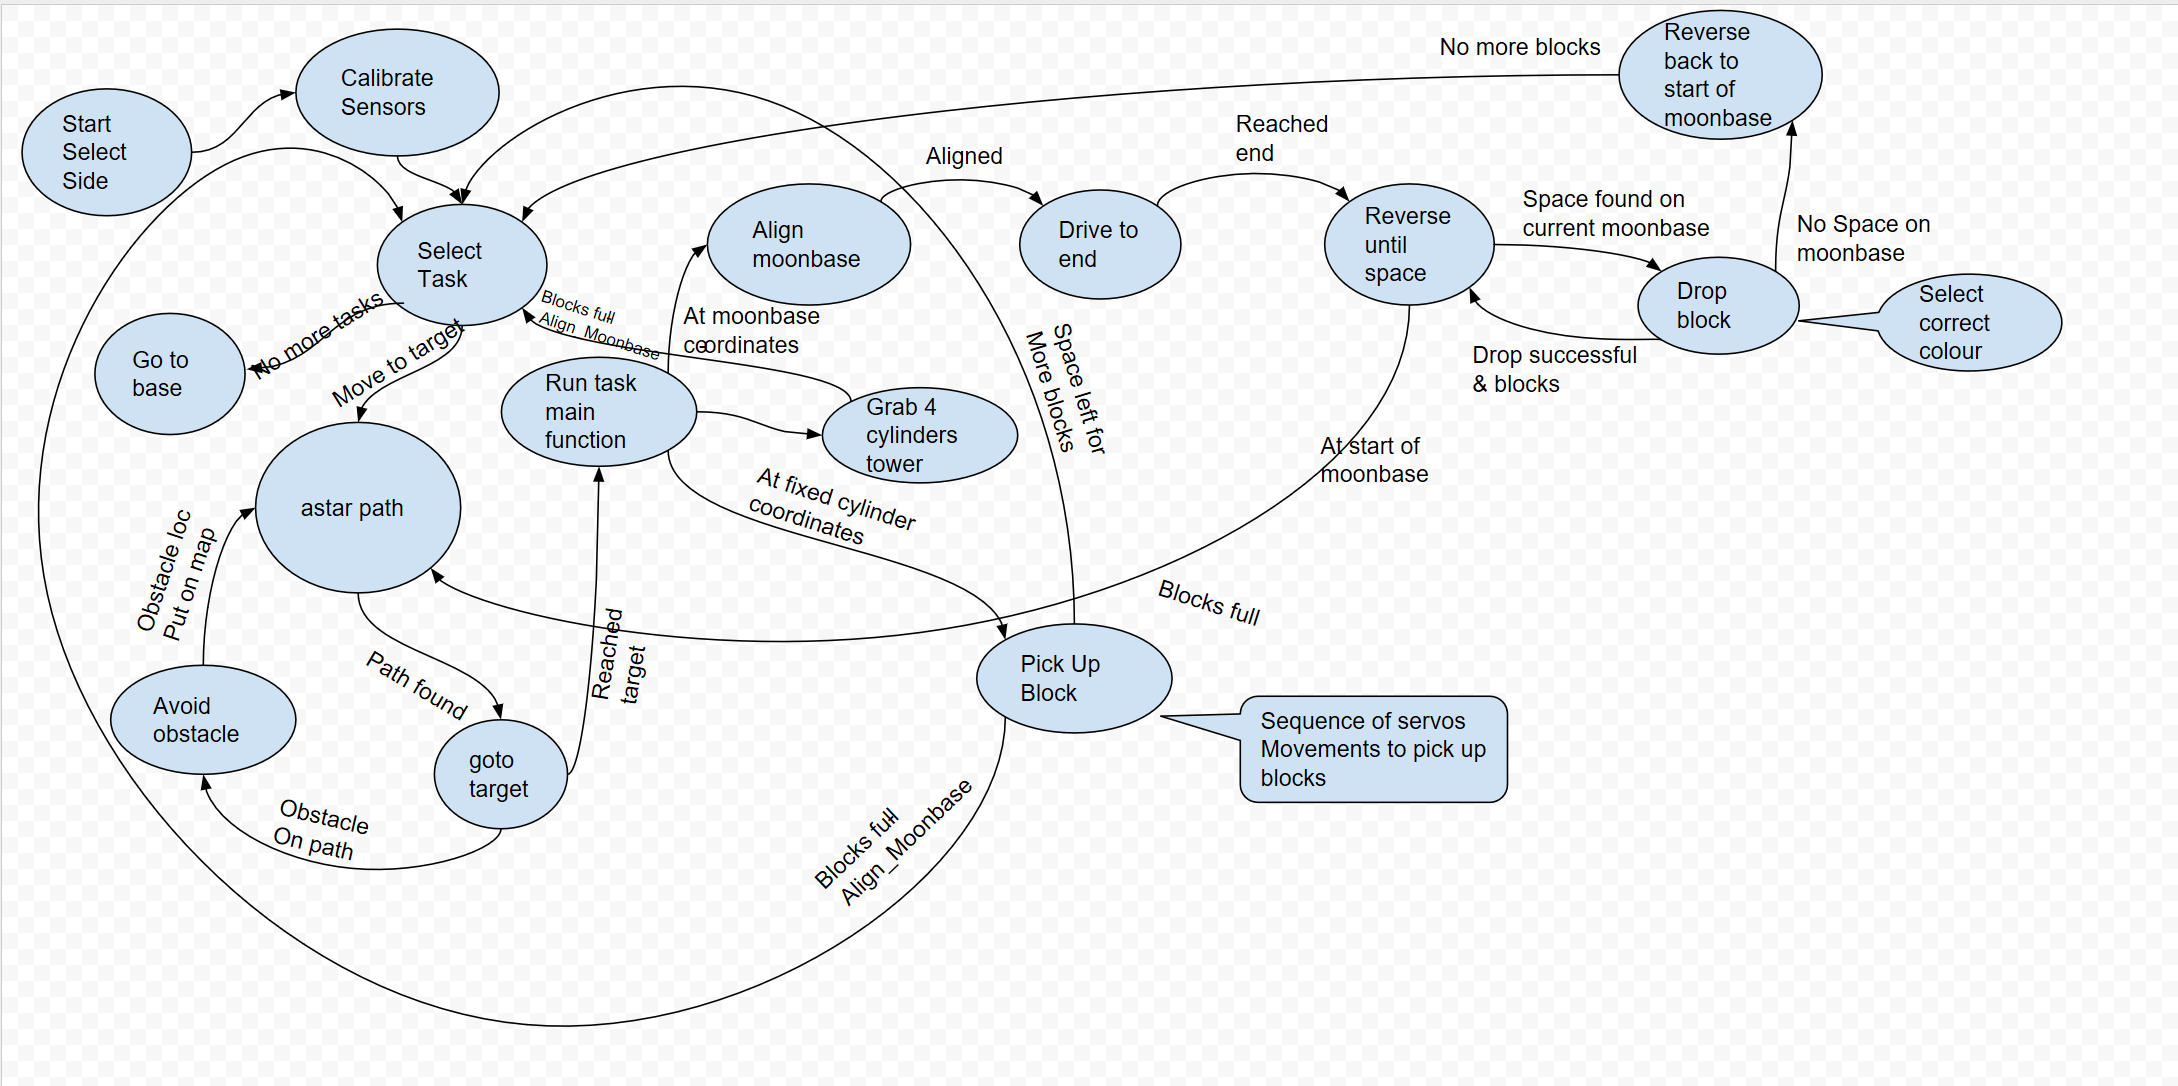 Start
Select
Side
Calibrate
Sensors
Select
Task
No more tasks
Go to
base
Move to target
astar path
Obstacle loc
Put on map
Avoid
obstacle
Obstacle
On path
Path found
goto
target
Reached
target
Run task
main
function
Blocks full
Align_Moonbase
At moonbase
coordinates
Grab 4
cylinders
tower
At fixed cylinder
coordinates
Align
moonbase
Aligned
Drive to
end
Reached
end
Reverse
until
space
Space found on
current moonbase
Drop
block
Drop successful
& blocks
Select
correct
colour
No Space on
moonbase
Reverse
back to
start of
moonbase
No more blocks
At start of
moonbase
Space left for
More blocks
Blocks full
Pick Up
Block
Sequence of servos
Movements to pick up
blocks
Blocks full
Align_Moonbase